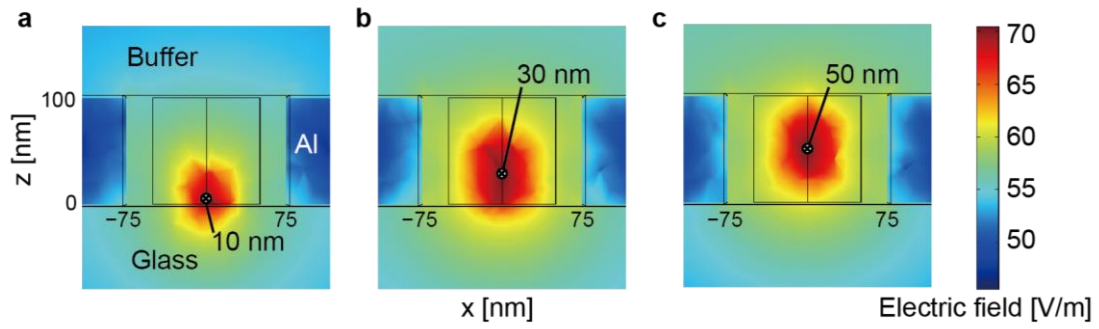 a
b
c
Buffer
30 nm
50 nm
70
65
60
55
50
100
z [nm]
Al
0
−75
75
−75
75
−75
75
10 nm
Glass
x [nm]
Electric field [V/m]